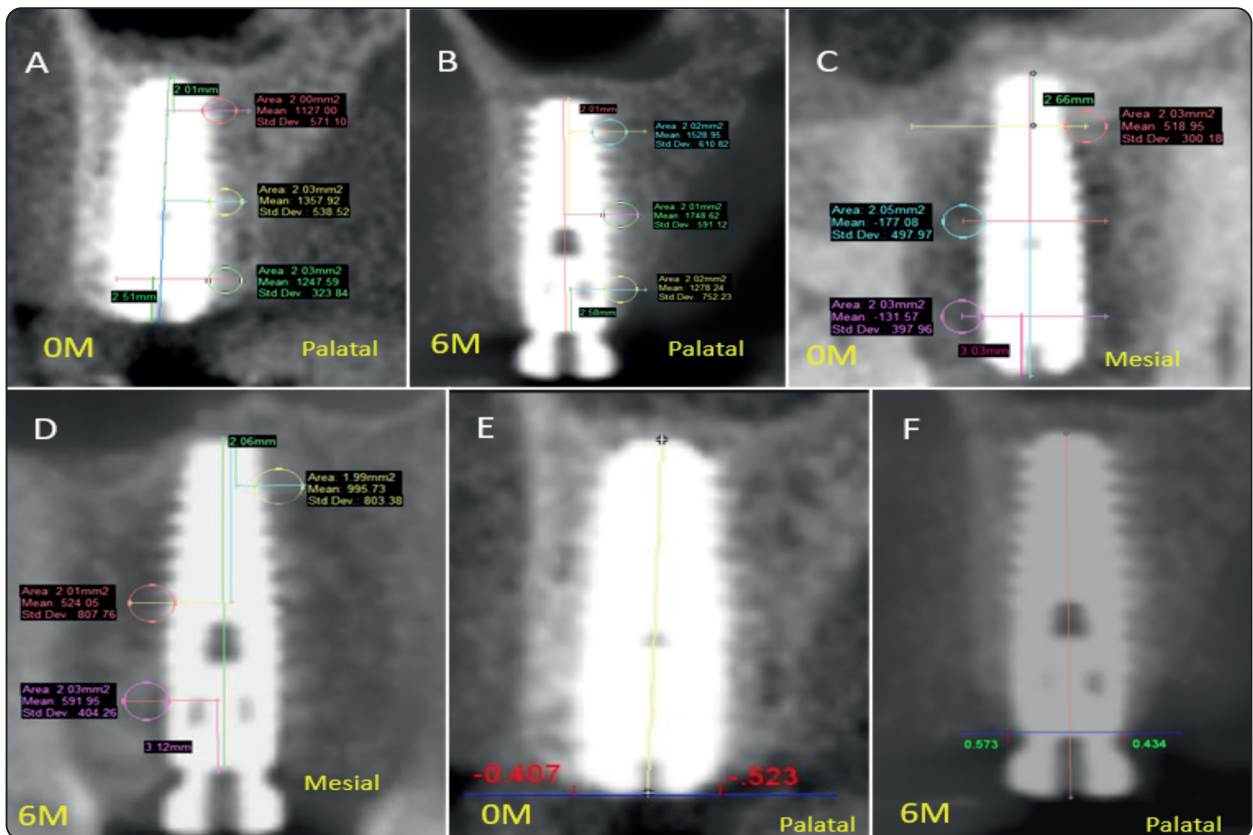 A
2.01mm
Area: 2.00mm2
Mean: 1127.00
Std.Dev.: 571.10
Area: 2.03mm2
Mean: 1357.92
Std.Dev.: 538.52
Area: 2.03mm2
Mean: 1247.59
Std.Dev.: 323.84
2.51mm
0M
Palatal
B
2.01mm
Area: 2.02mm2
Mean: 1528.95
Std.Dev.: 610.82
Area: 2.01mm2
Mean: 1748.62
Std.Dev.: 591.12
Area: 2.02mm2
Mean: 1278.24
Std.Dev.: 752.23
2.58mm
6M
Palatal
C
2.66mm
Area: 2.03mm2
Mean: 518.95
Std.Dev.: 300.18
Area: 2.05mm2
Mean: -177.08
Std.Dev.: 497.97
Area: 2.03mm2
Mean: -131.57
Std.Dev.: 397.96
3.03mm
0M
Mesial
D
2.06mm
Area: 1.99mm2
Mean: 995.73
Std.Dev.: 803.38
Area: 2.01mm2
Mean: 524.05
Std.Dev.: 807.76
Area: 2.03mm2
Mean: 591.95
Std.Dev.: 404.26
3.12mm
Mesial
6M
E
-0.407
-.523
0M
Palatal
F
0.573
0.434
6M
Palatal